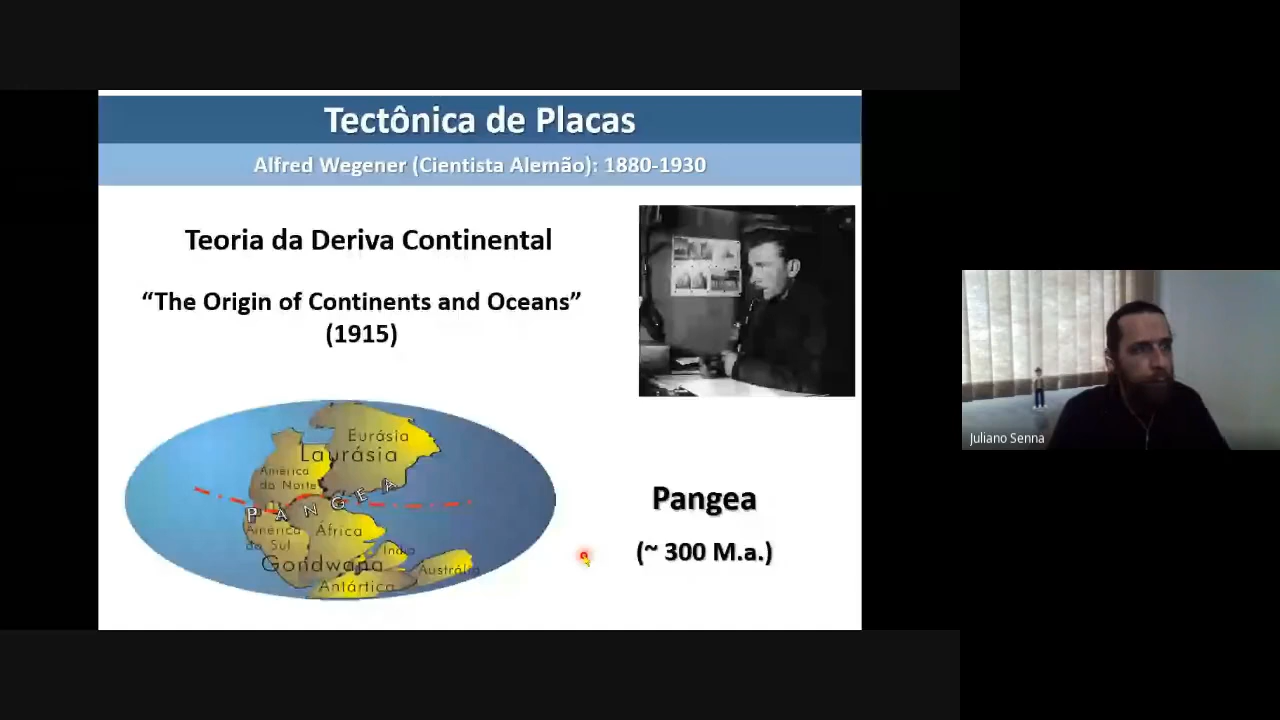 Tectônica de Placas
Alfred Wegener (Cientista Alemão): 1880-1930
Teoria da Deriva Continental
“The Origin of Continents and Oceans”
(1915)
Eurásia
Laurásia
América
do Norte
PANGEA
América
do Sul
África
Índia
Gondwana
Austrália
Antártica
Pangea
(~ 300 M.a.)
Juliano Senna